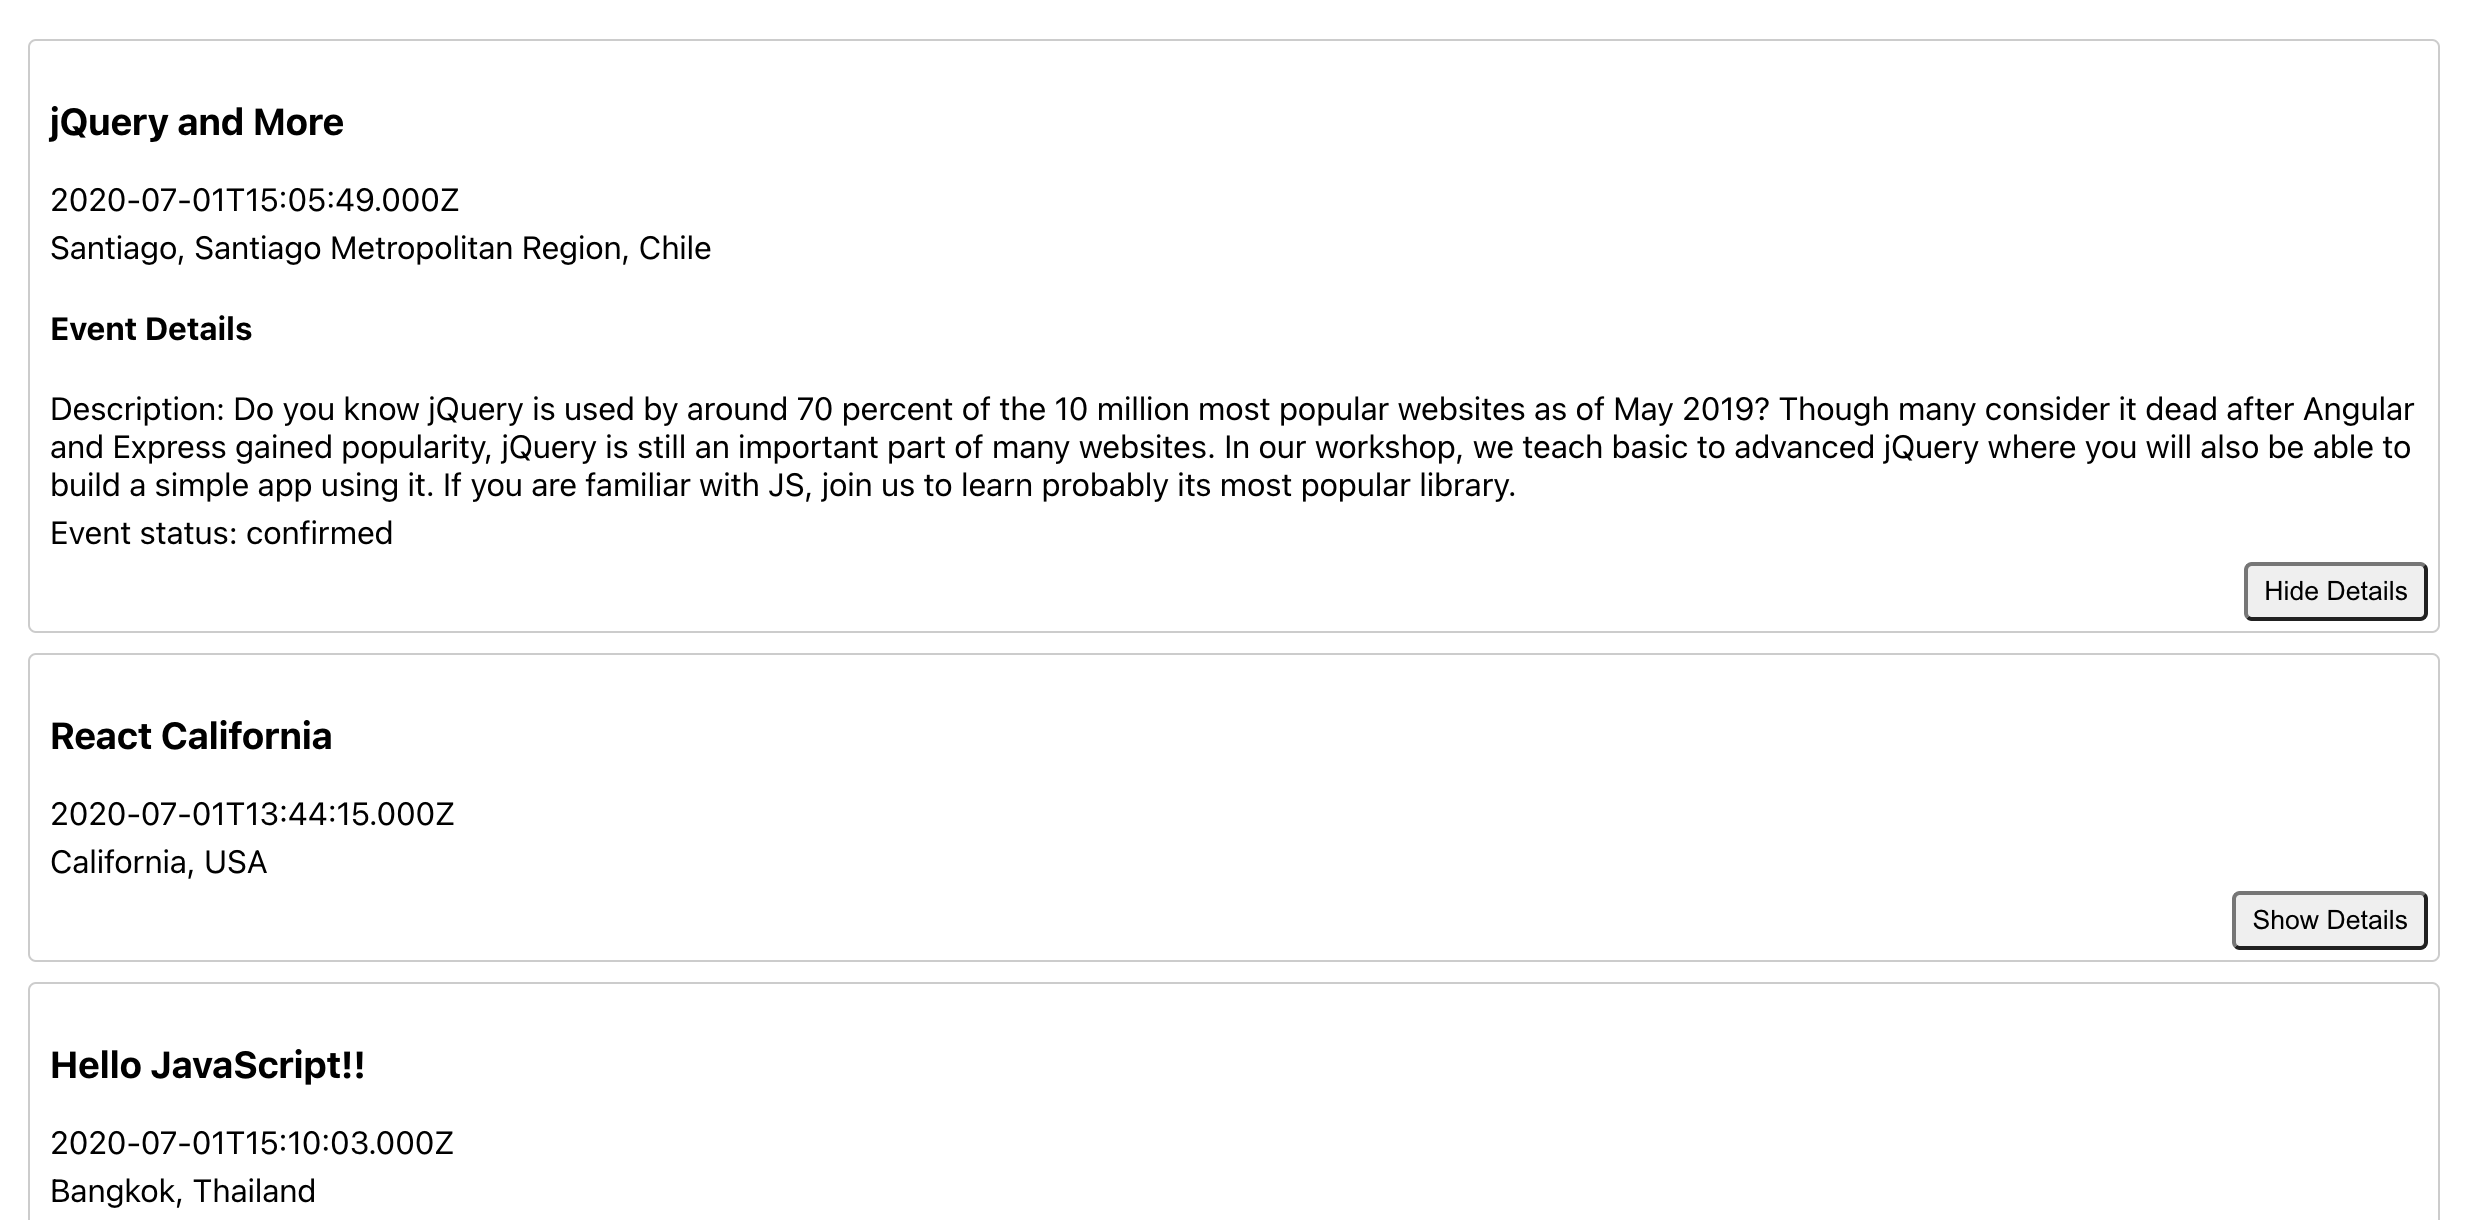 jQuery and More
2020-07-01T15:05:49.000Z
Santiago, Santiago Metropolitan Region, Chile
Event Details
Description: Do you know jQuery is used by around 70 percent of the 10 million most popular websites as of May 2019? Though many consider it dead after Angular
and Express gained popularity, jQuery is still an important part of many websites. In our workshop, we teach basic to advanced jQuery where you will also be able to
build a simple app using it. If you are familiar with JS, join us to learn probably its most popular library.
Event status: confirmed
Hide Details
React California
2020-07-01T13:44:15.000Z
California, USA
Show Details
Hello JavaScript!!
2020-07-01T15:10:03.000Z
Bangkok, Thailand